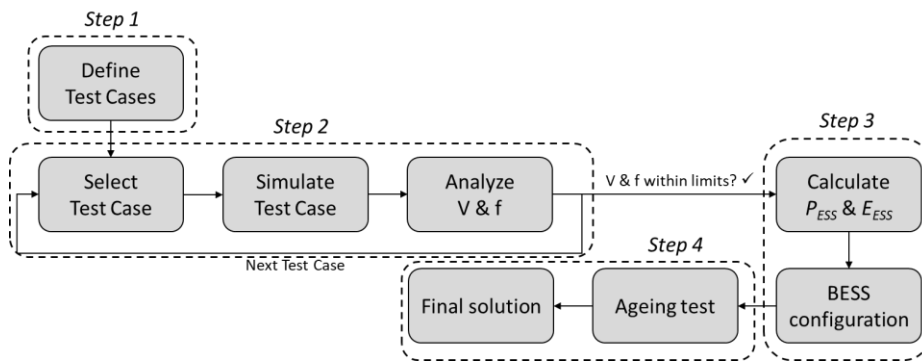 Step 1
Define
Test Cases
Step 2
Select
Test Case
Simulate
Test Case
Analyze
V & f
V & f within limits? ✓
Next Test Case
Step 3
Calculate
P_ESS & E_ESS
BESS
configuration
Step 4
Ageing test
Final solution